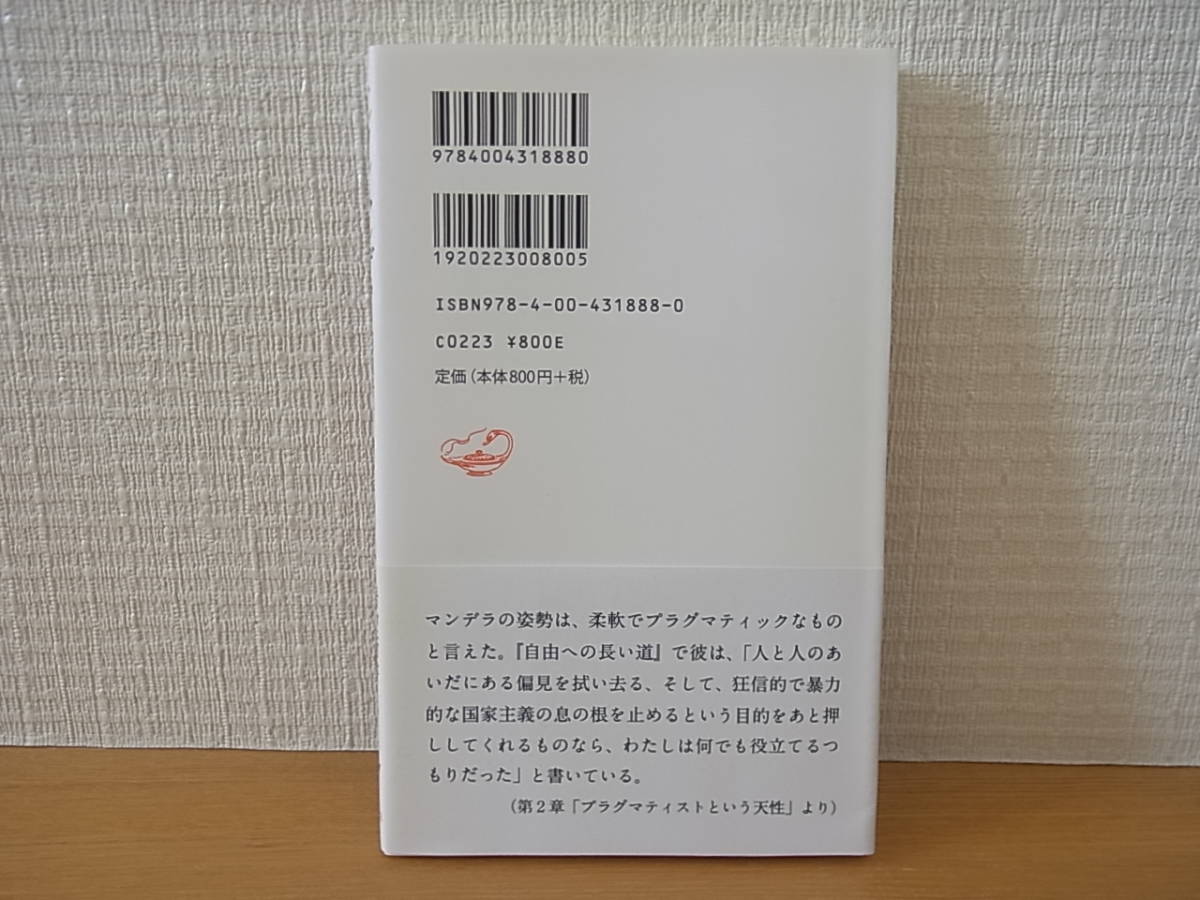 9784004318880
1920223008005
ISBN978-4-00-431888-0
C0223 ¥800E
定価(本体800円+税)
マンデラの姿勢は、柔軟でプラグマティックなもの
と言えた。『自由への長い道』で彼は、「人と人のあ
いだにある偏見を拭い去る、そして、狂信的で暴力
的な国家主義の息の根を止めるという目的をあと押
ししてくれるものなら、わたしは何でも役立てるつ
もりだった」と書いている。
(第2章「プラグマティストという天性」より)